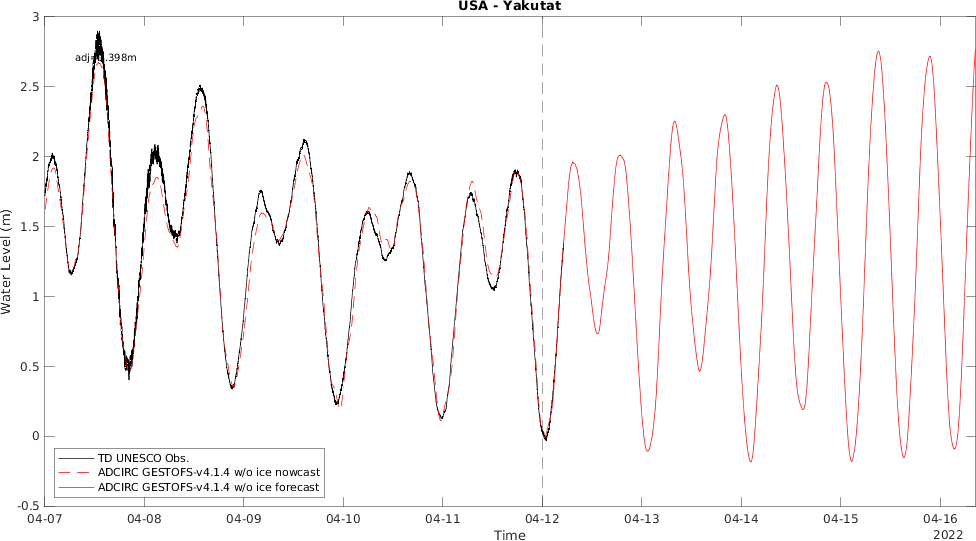 USA - Yakutat
3
2.5
2
1.5
1
0.5
0
-0.5
Water Level (m)
TD UNESCO Obs.
ADCIRC GESTOFS-v4.1.4 w/o ice nowcast
ADCIRC GESTOFS-v4.1.4 w/o ice forecast
04-07 04-08 04-09 04-10 04-11 04-12 04-13 04-14 04-15 04-16
Time
2022